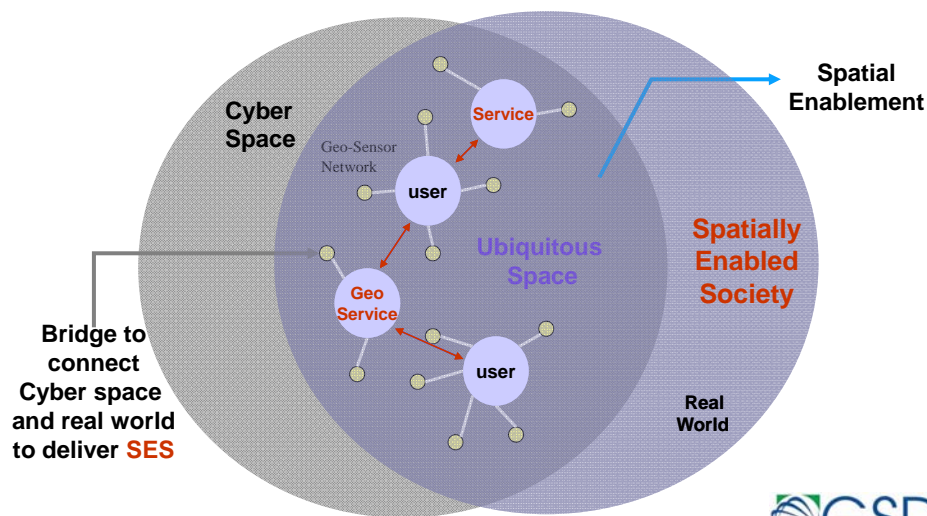 Cyber
Space
Spatial
Enablement
Service
Geo-Sensor
Network
user
Ubiquitous
Space
Spatially
Enabled
Society
Geo
Service
Bridge to
connect
Cyber space
and real world
to deliver SES
user
Real
World